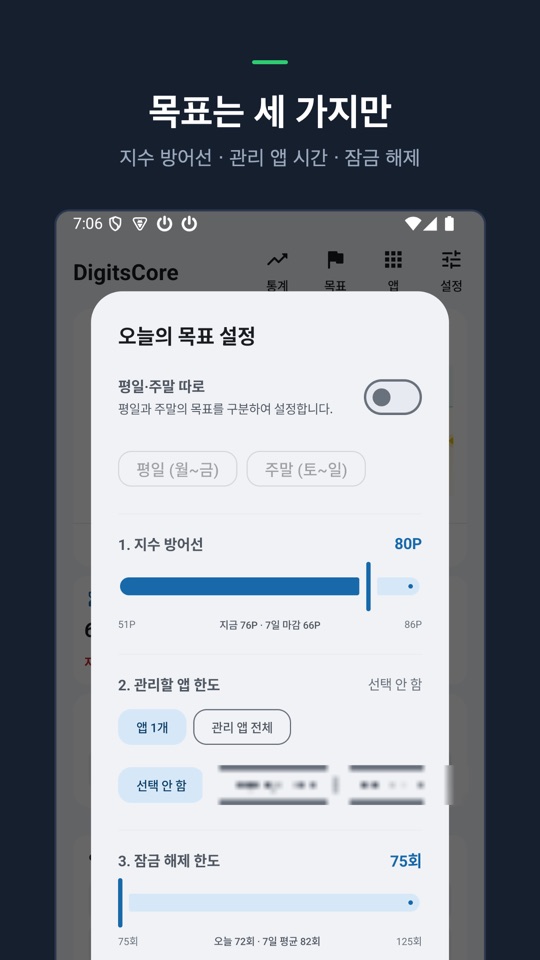 목표는 세 가지만
지수 방어선 · 관리 앱 시간 · 잠금 해제
7:06
DigitsCore
통계
목표
앱
설정
오늘의 목표 설정
평일·주말 따로
평일과 주말의 목표를 구분하여 설정합니다.
평일 (월~금)
주말 (토~일)
1. 지수 방어선
80P
51P
지금 76P · 7일 마감 66P
86P
2. 관리할 앱 한도
선택 안 함
앱 1개
관리 앱 전체
선택 안 함
3. 잠금 해제 한도
75회
75회
오늘 72회 · 7일 평균 82회
125회